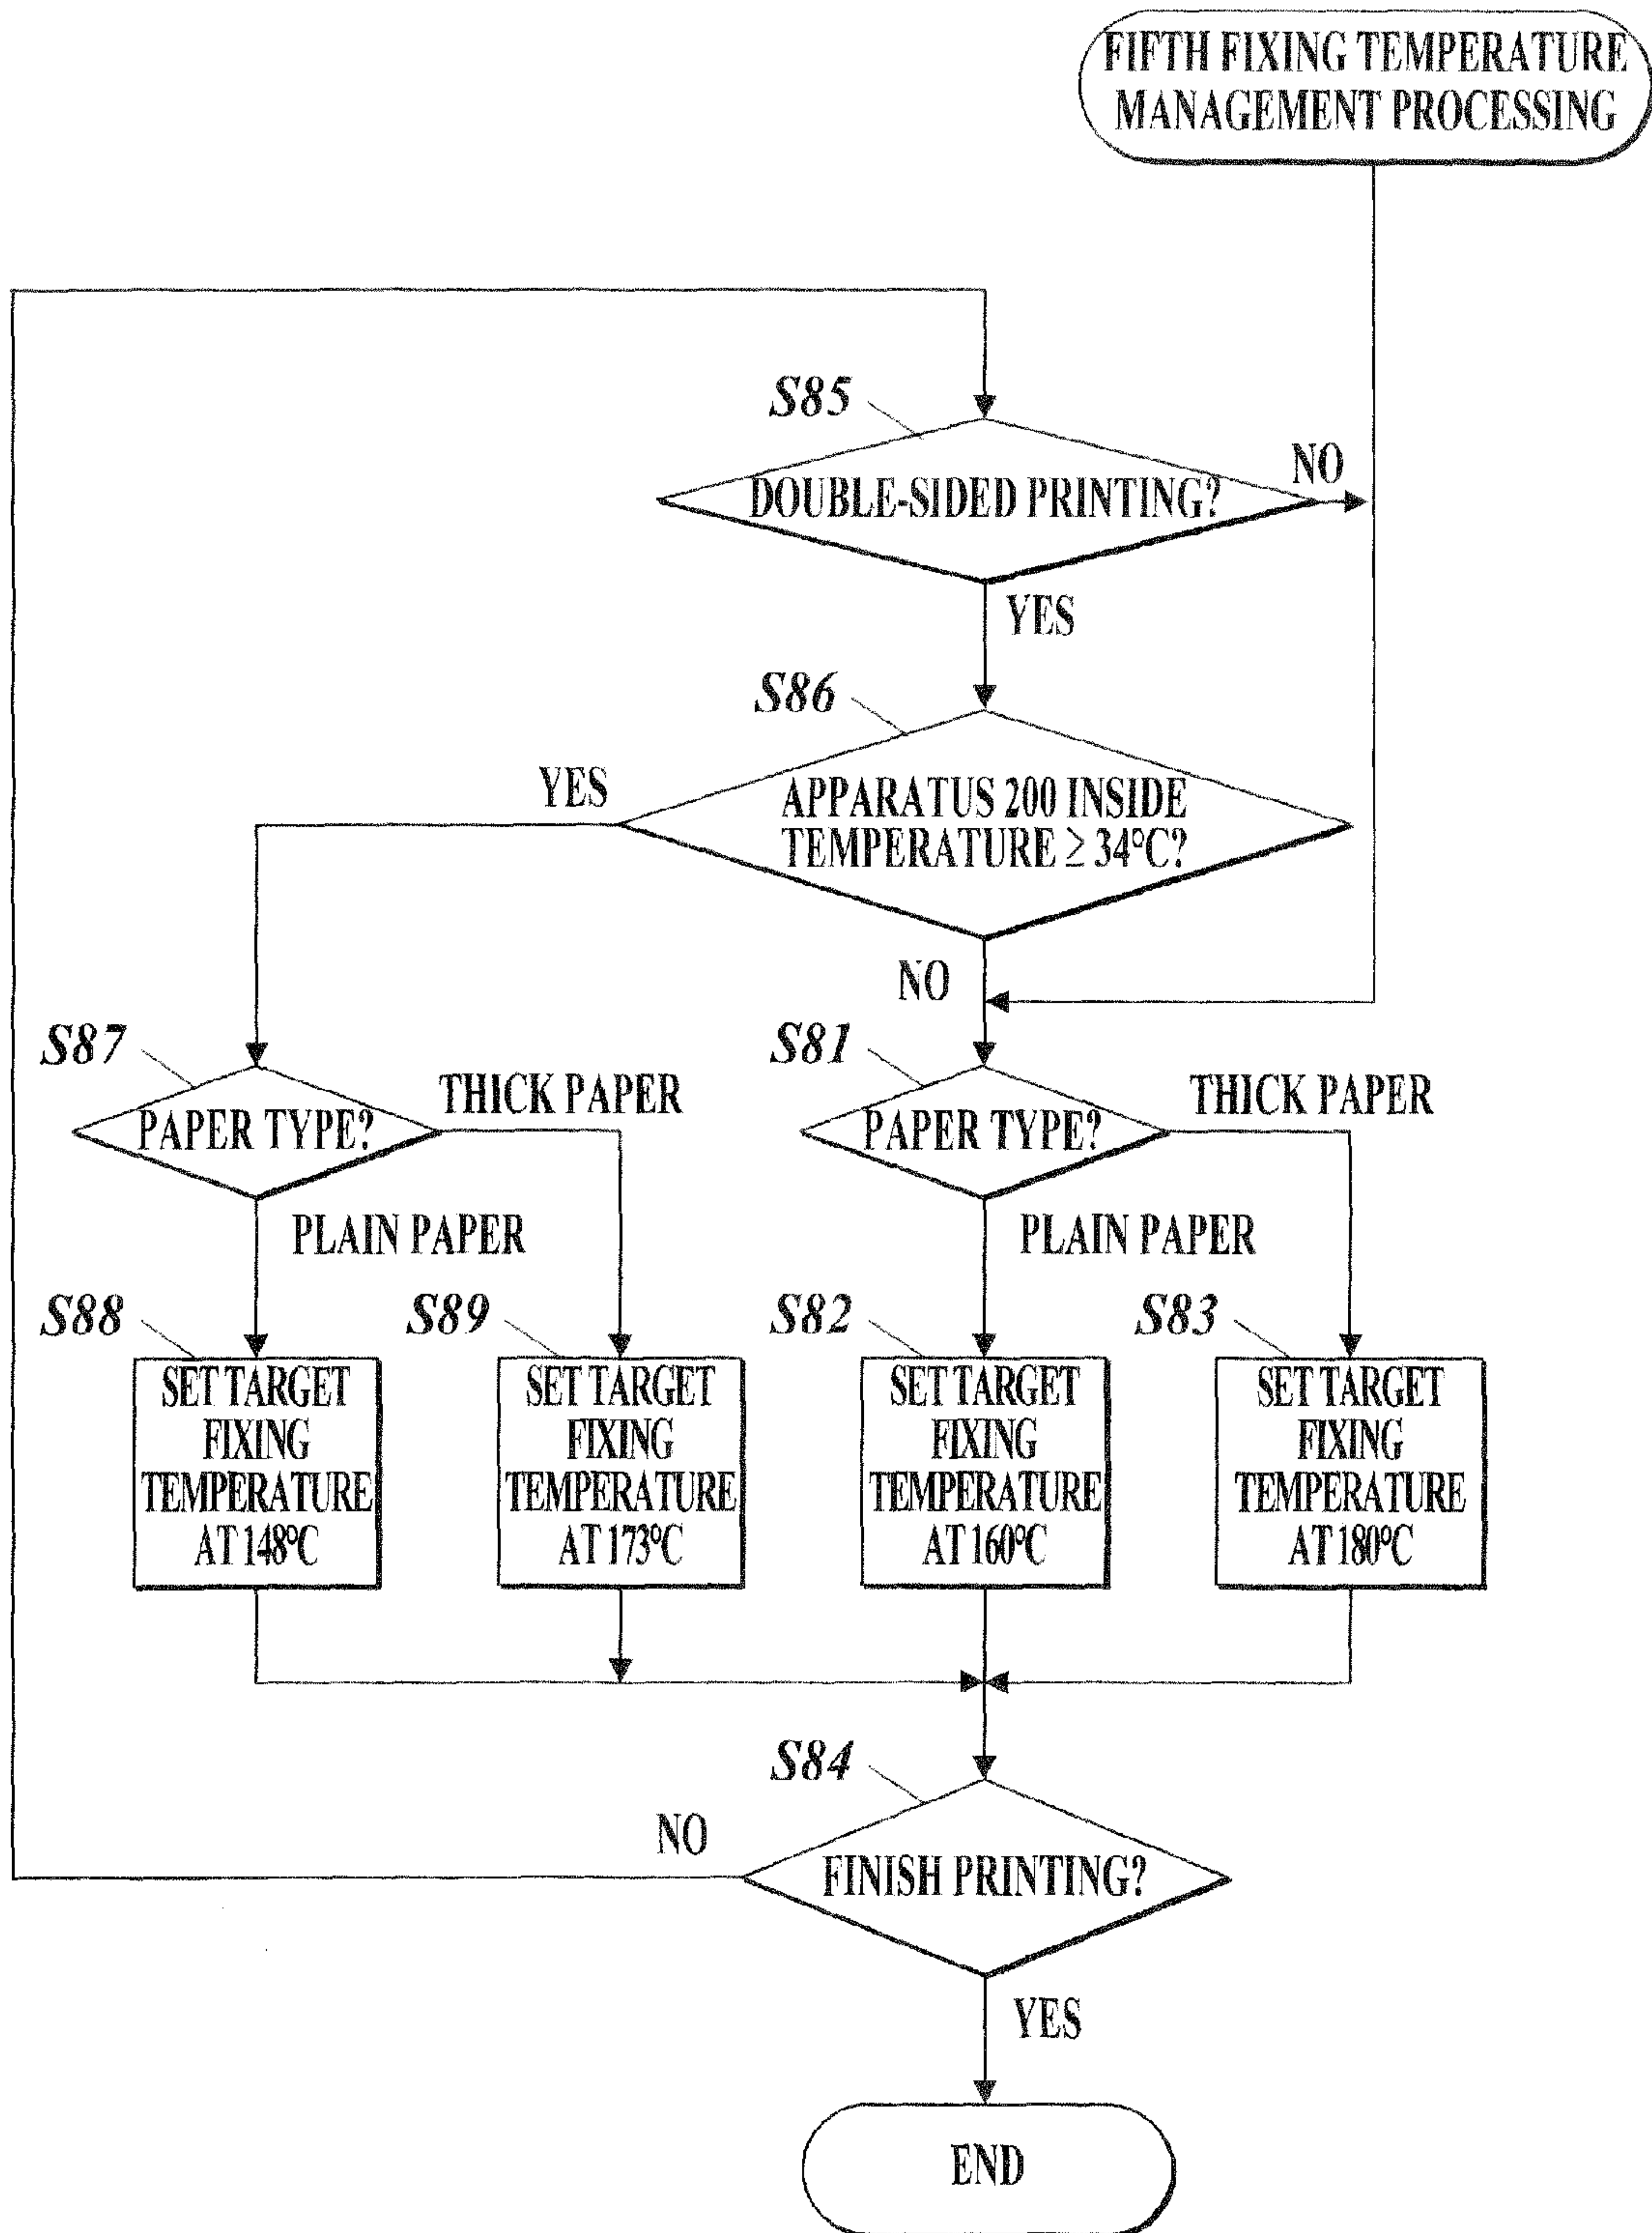 FIFTH FIXING TEMPERATURE
MANAGEMENT PROCESSING
S85
DOUBLE-SIDED PRINTING?
NO
YES
S86
YES
APPARATUS 200 INSIDE
TEMPERATURE ≥ 34°C?
NO
S87
PAPER TYPE?
THICK PAPER
PLAIN PAPER
S81
PAPER TYPE?
THICK PAPER
PLAIN PAPER
S88
SET TARGET
FIXING
TEMPERATURE
AT 148°C
S89
SET TARGET
FIXING
TEMPERATURE
AT 173°C
S82
SET TARGET
FIXING
TEMPERATURE
AT 160°C
S83
SET TARGET
FIXING
TEMPERATURE
AT 180°C
S84
NO
FINISH PRINTING?
YES
END